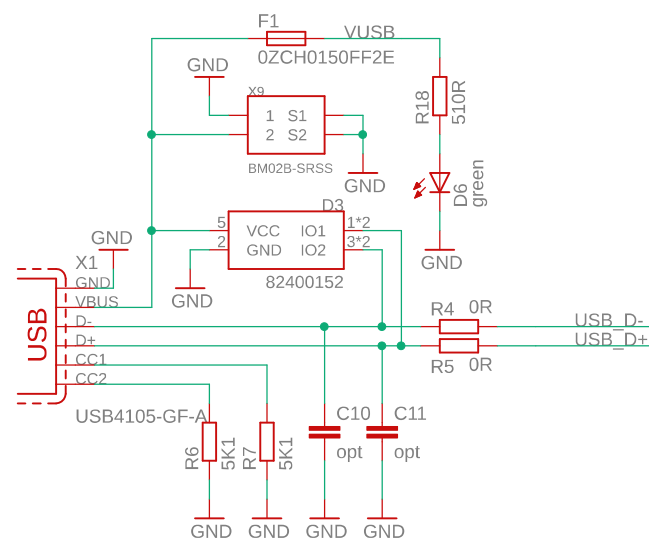 F1
VUSB
0ZCH0150FF2E
GND
X9
1 S1
2 S2
BM02B-SRSS
GND
R18
510R
D6
green
GND
D3
5 VCC IO1 1*2
2 GND IO2 3*2
82400152
GND
GND
X1
GND
VBUS
D-
D+
CC1
CC2
USB
USB4105-GF-A
R4 0R
USB_D-
USB_D+
R5 0R
R6
5K1
R7
5K1
C10
opt
C11
opt
GND
GND
GND
GND